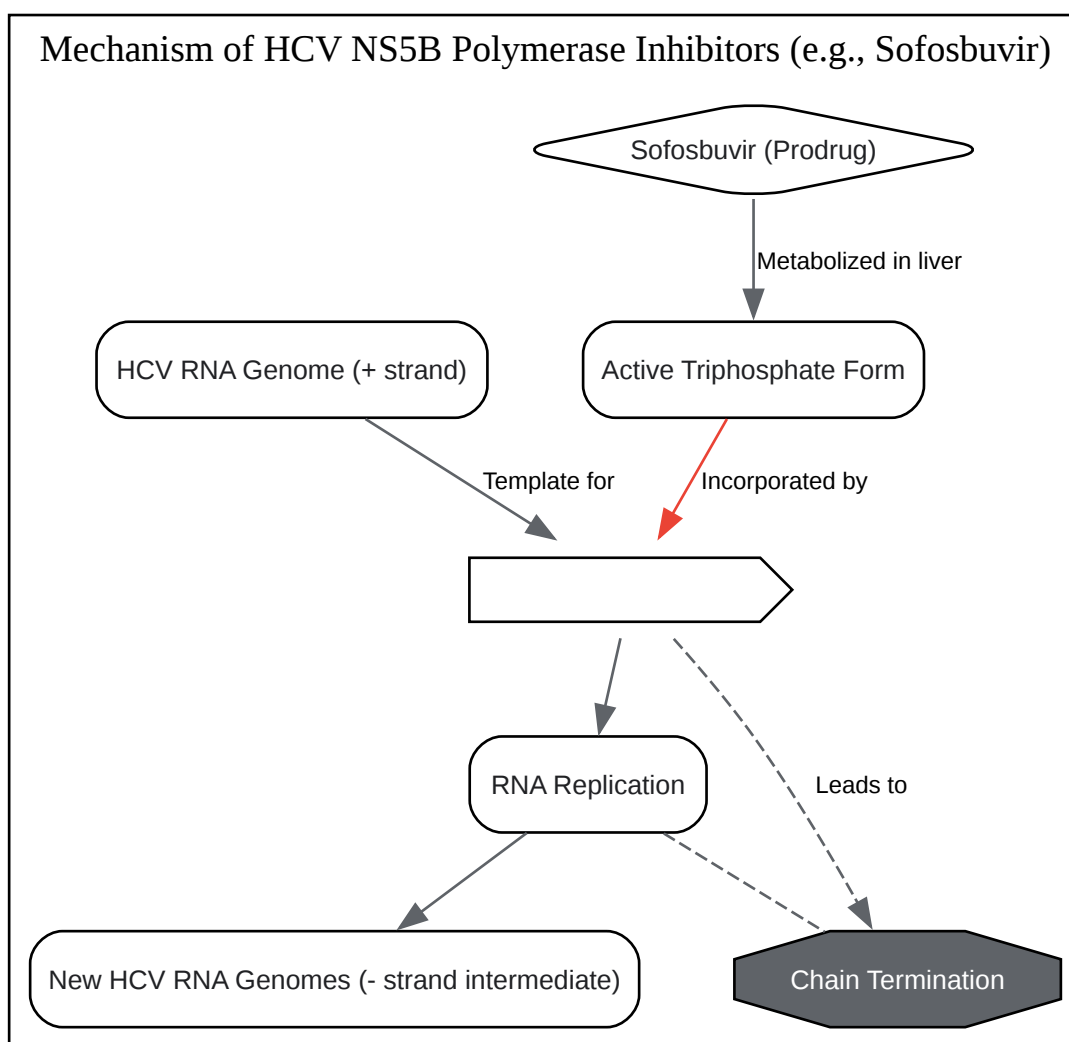 Mechanism of HCV NS5B Polymerase Inhibitors (e.g., Sofosbuvir)
Sofosbuvir (Prodrug)
Metabolized in liver
HCV RNA Genome (+ strand)
Active Triphosphate Form
Template for
Incorporated by
RNA Replication
Leads to
New HCV RNA Genomes (- strand intermediate)
Chain Termination